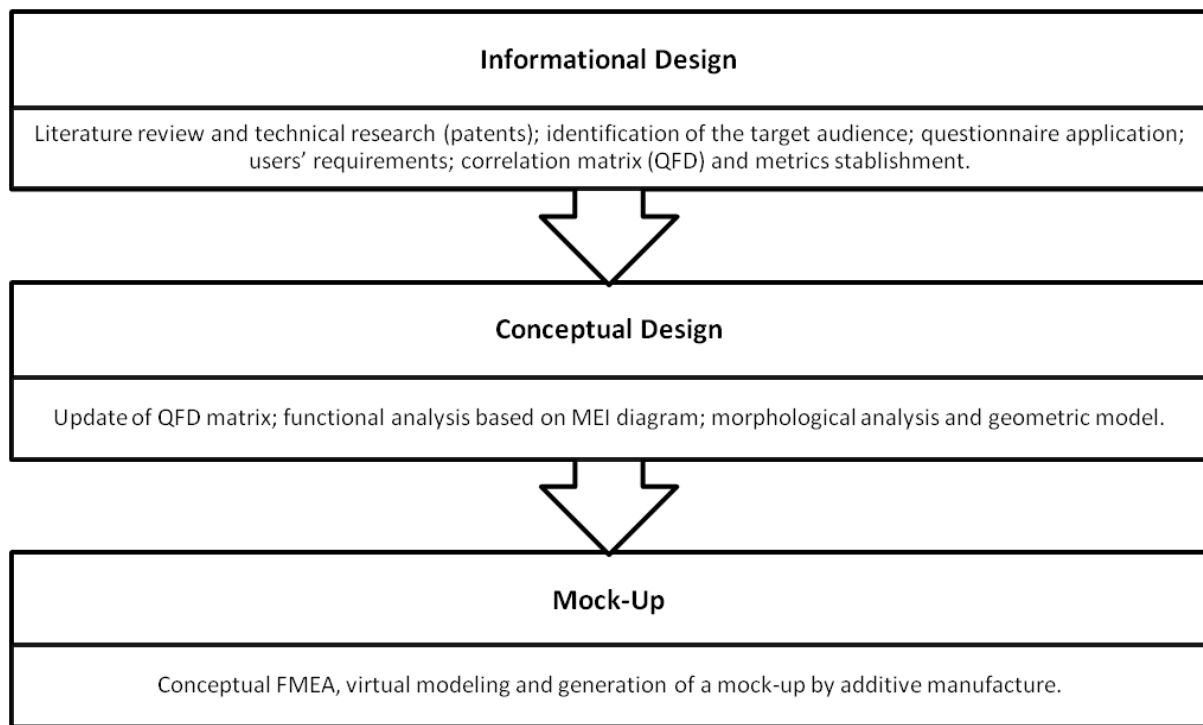 Informational Design
Literature review and technical research (patents); identification of the target audience; questionnaire application;
users’ requirements; correlation matrix (QFD) and metrics stablishment.
Conceptual Design
Update of QFD matrix; functional analysis based on MEI diagram; morphological analysis and geometric model.
Mock-Up
Conceptual FMEA, virtual modeling and generation of a mock-up by additive manufacture.